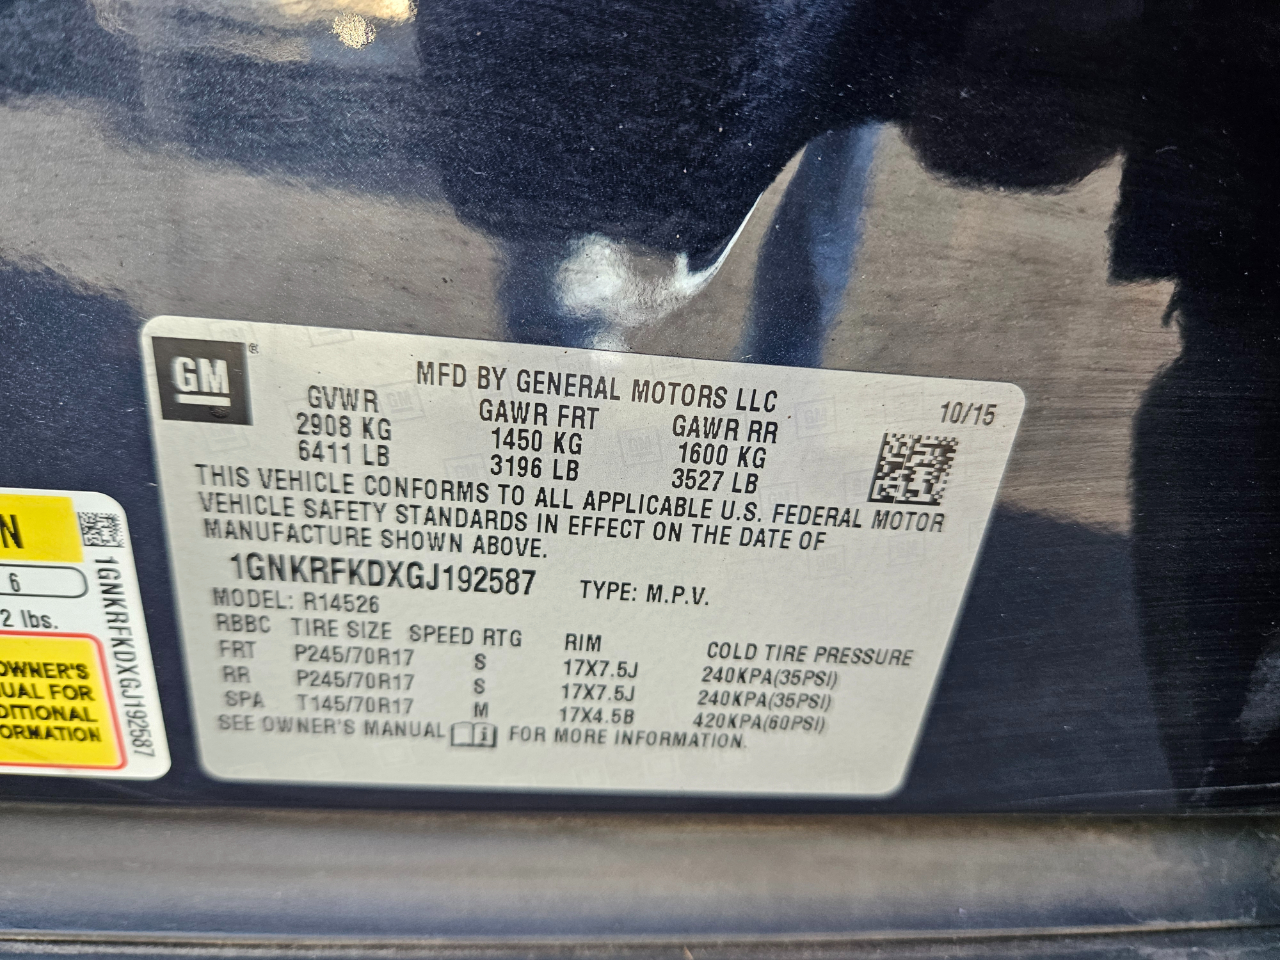 GM ®
MFD BY GENERAL MOTORS LLC
10/15
GVWR GAWR FRT GAWR RR
2908 KG 1450 KG 1600 KG
6411 LB 3196 LB 3527 LB
THIS VEHICLE CONFORMS TO ALL APPLICABLE U.S. FEDERAL MOTOR
VEHICLE SAFETY STANDARDS IN EFFECT ON THE DATE OF
MANUFACTURE SHOWN ABOVE.
1GNKRFKDXGJ192587 TYPE: M.P.V.
MODEL: R14526
RBBC TIRE SIZE SPEED RTG RIM COLD TIRE PRESSURE
FRT P245/70R17 S 17X7.5J 240KPA(35PSI)
RR P245/70R17 S 17X7.5J 240KPA(35PSI)
SPA T145/70R17 M 17X4.5B 420KPA(60PSI)
SEE OWNER'S MANUAL FOR MORE INFORMATION.
N
6
2 lbs.
OWNER'S
UAL FOR
DITIONAL
ORMATION
1GNKRFKDXGJ192587